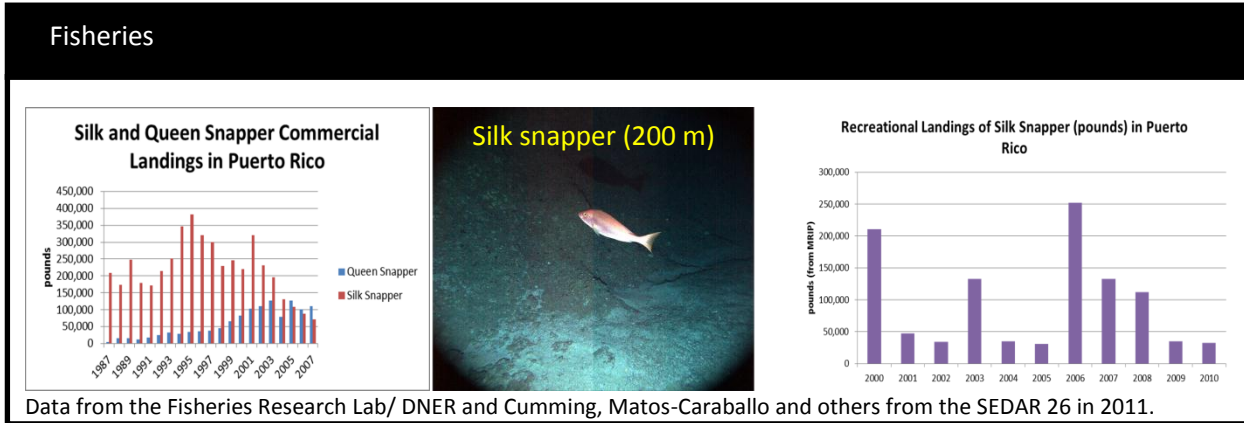 Fisheries
Silk and Queen Snapper Commercial
Landings in Puerto Rico
450,000
400,000
350,000
300,000
250,000
200,000
150,000
100,000
50,000
0
pounds
1987
1989
1991
1993
1995
1997
1999
2001
2003
2005
2007
Queen Snapper
Silk Snapper
Silk snapper (200 m)
Recreational Landings of Silk Snapper (pounds) in Puerto
Rico
300,000
250,000
200,000
150,000
100,000
50,000
0
pounds (from MRIP)
2000 2001 2002 2003 2004 2005 2006 2007 2008 2009 2010
Data from the Fisheries Research Lab/ DNER and Cumming, Matos-Caraballo and others from the SEDAR 26 in 2011.